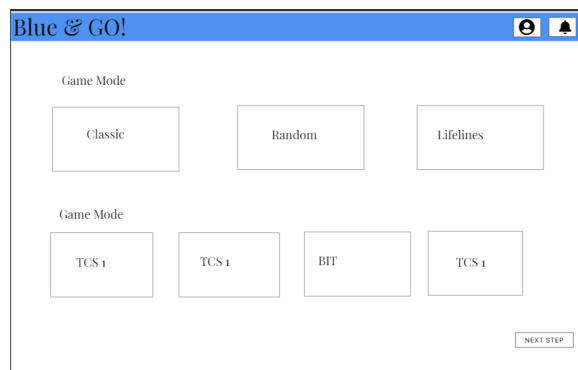 Blue & GO!
Game Mode
Classic Random Lifelines
Game Mode
TCS 1 TCS 1 BIT TCS 1
NEXT STEP